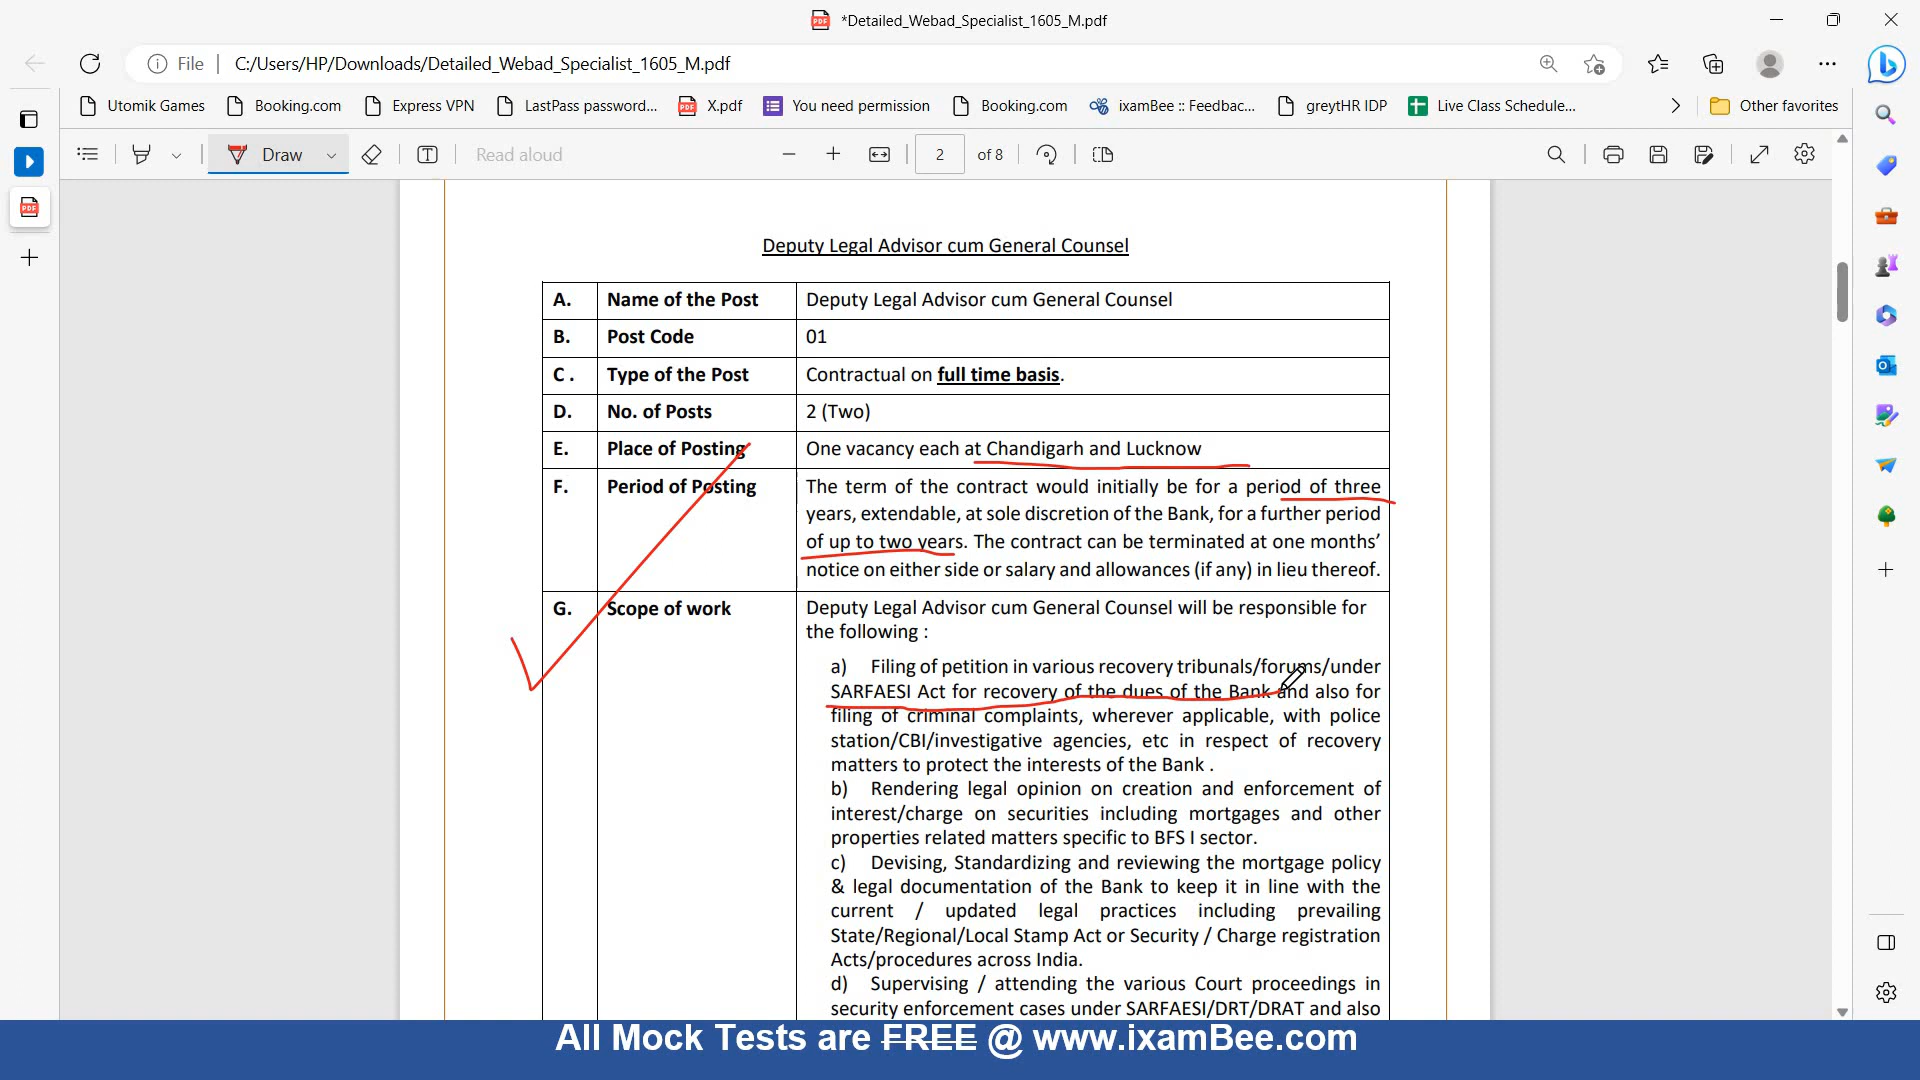 *Detailed_Webad_Specialist_1605_M.pdf
File
C:/Users/HP/Downloads/Detailed_Webad_Specialist_1605_M.pdf
Utomik Games
Booking.com
Express VPN
LastPass password...
X.pdf
You need permission
Booking.com
ixamBee :: Feedbac...
greytHR IDP
Live Class Schedule...
Other favorites
Draw
Read aloud
2
of 8
Deputy Legal Advisor cum General Counsel
A. Name of the Post Deputy Legal Advisor cum General Counsel
B. Post Code 01
C . Type of the Post Contractual on full time basis.
D. No. of Posts 2 (Two)
E. Place of Posting One vacancy each at Chandigarh and Lucknow
F. Period of Posting The term of the contract would initially be for a period of three
years, extendable, at sole discretion of the Bank, for a further period
of up to two years. The contract can be terminated at one months’
notice on either side or salary and allowances (if any) in lieu thereof.
G. Scope of work Deputy Legal Advisor cum General Counsel will be responsible for
the following :
a) Filing of petition in various recovery tribunals/forums/under
SARFAESI Act for recovery of the dues of the Bank and also for
filing of criminal complaints, wherever applicable, with police
station/CBI/investigative agencies, etc in respect of recovery
matters to protect the interests of the Bank .
b) Rendering legal opinion on creation and enforcement of
interest/charge on securities including mortgages and other
properties related matters specific to BFS I sector.
c) Devising, Standardizing and reviewing the mortgage policy
& legal documentation of the Bank to keep it in line with the
current / updated legal practices including prevailing
State/Regional/Local Stamp Act or Security / Charge registration
Acts/procedures across India.
d) Supervising / attending the various Court proceedings in
security enforcement cases under SARFAESI/DRT/DRAT and also
All Mock Tests are FREE @ www.ixamBee.com